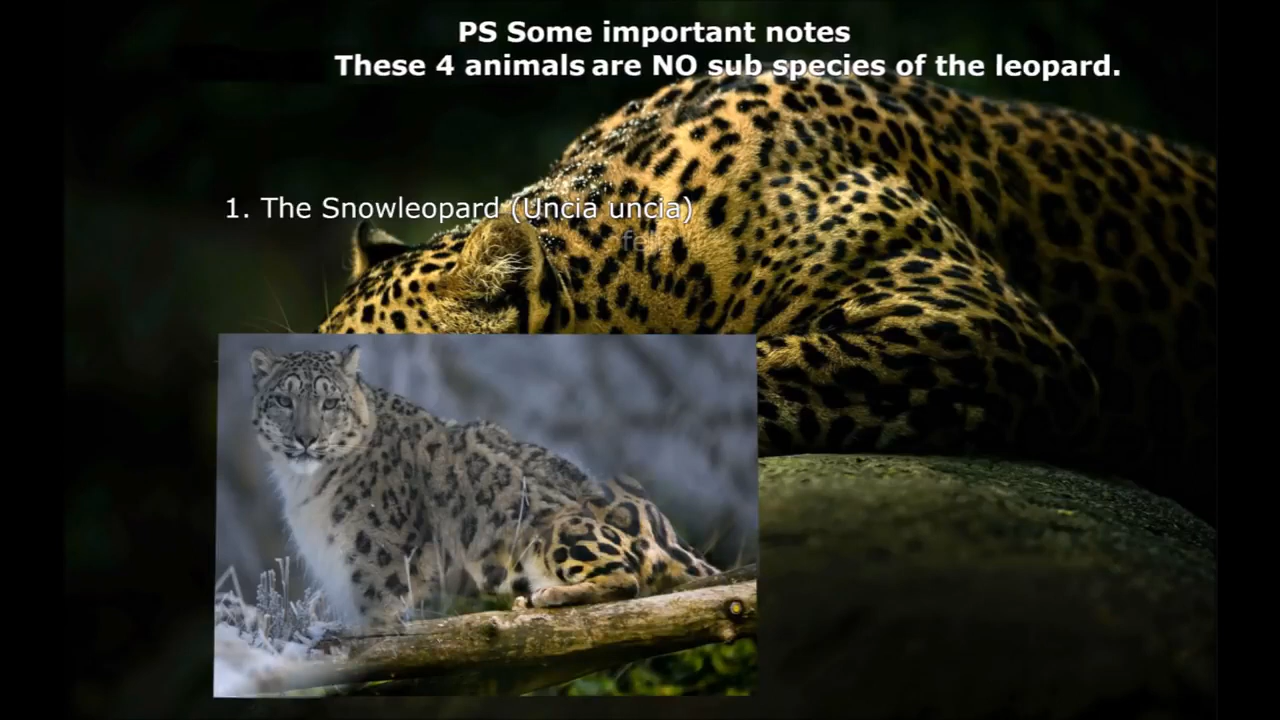 PS Some important notes
These 4 animals are NO sub species of the leopard.
1. The Snowleopard (Uncia uncia)